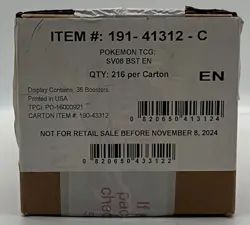 ITEM #: 191- 41312 - C
POKEMON TCG:
SV08 BST EN
QTY: 216 per Carton
EN
0 820650 413124
Display Contains: 36 Boosters
Printed in USA
TPCi: PO-16000921
CARTON ITEM # 190-43312
NOT FOR RETAIL SALE BEFORE NOVEMBER 8, 2024
0 820650 433122